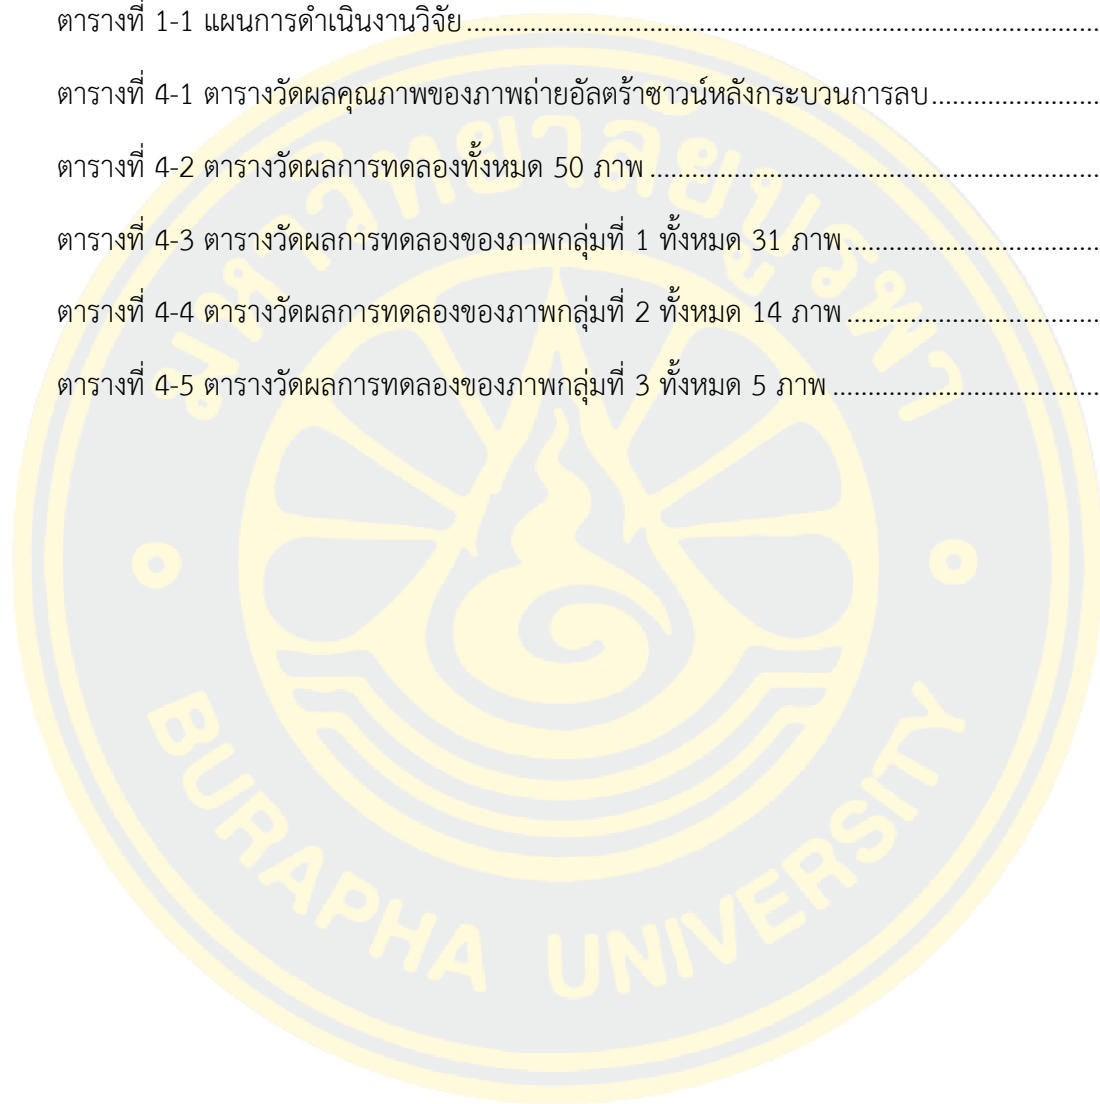 ตารางที่ 1-1 แผนการดำเนินงานวิจัย ................................................................................
ตารางที่ 4-1 ตารางวัดผลคุณภาพของภาพถ่ายอัลตร้าซาวน์หลังกระบวนการลบ.....................
ตารางที่ 4-2 ตารางวัดผลการทดลองทั้งหมด 50 ภาพ .........................................................
ตารางที่ 4-3 ตารางวัดผลการทดลองของภาพกลุ่มที่ 1 ทั้งหมด 31 ภาพ ................................
ตารางที่ 4-4 ตารางวัดผลการทดลองของภาพกลุ่มที่ 2 ทั้งหมด 14 ภาพ ................................
ตารางที่ 4-5 ตารางวัดผลการทดลองของภาพกลุ่มที่ 3 ทั้งหมด 5 ภาพ ..................................
มหาวิทยาลัยบูรพา
BURAPHA UNIVERSITY